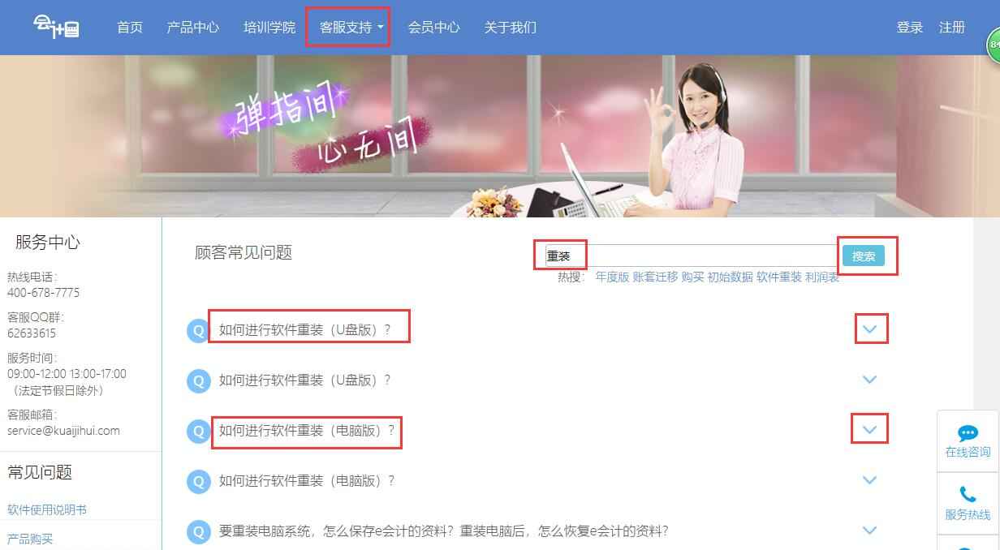 会计囙
首页 产品中心 培训学院 客服支持 会员中心 关于我们 登录 注册
84
弹指间
心无间
服务中心
热线电话：
400-678-7775
客服QQ群：
62633615
服务时间：
09:00-12:00 13:00-17:00
（法定节假日除外）
客服邮箱：
service@kuaijihui.com
常见问题
软件使用说明书
产品购买
顾客常见问题
重装 搜索
热搜： 年度版 账套迁移 购买 初始数据 软件重装 利润表
Q 如何进行软件重装（U盘版）？
Q 如何进行软件重装（U盘版）？
Q 如何进行软件重装（电脑版）？
Q 如何进行软件重装（电脑版）？
Q 要重装电脑系统，怎么保存e会计的资料？重装电脑后，怎么恢复e会计的资料？
在线咨询
服务热线